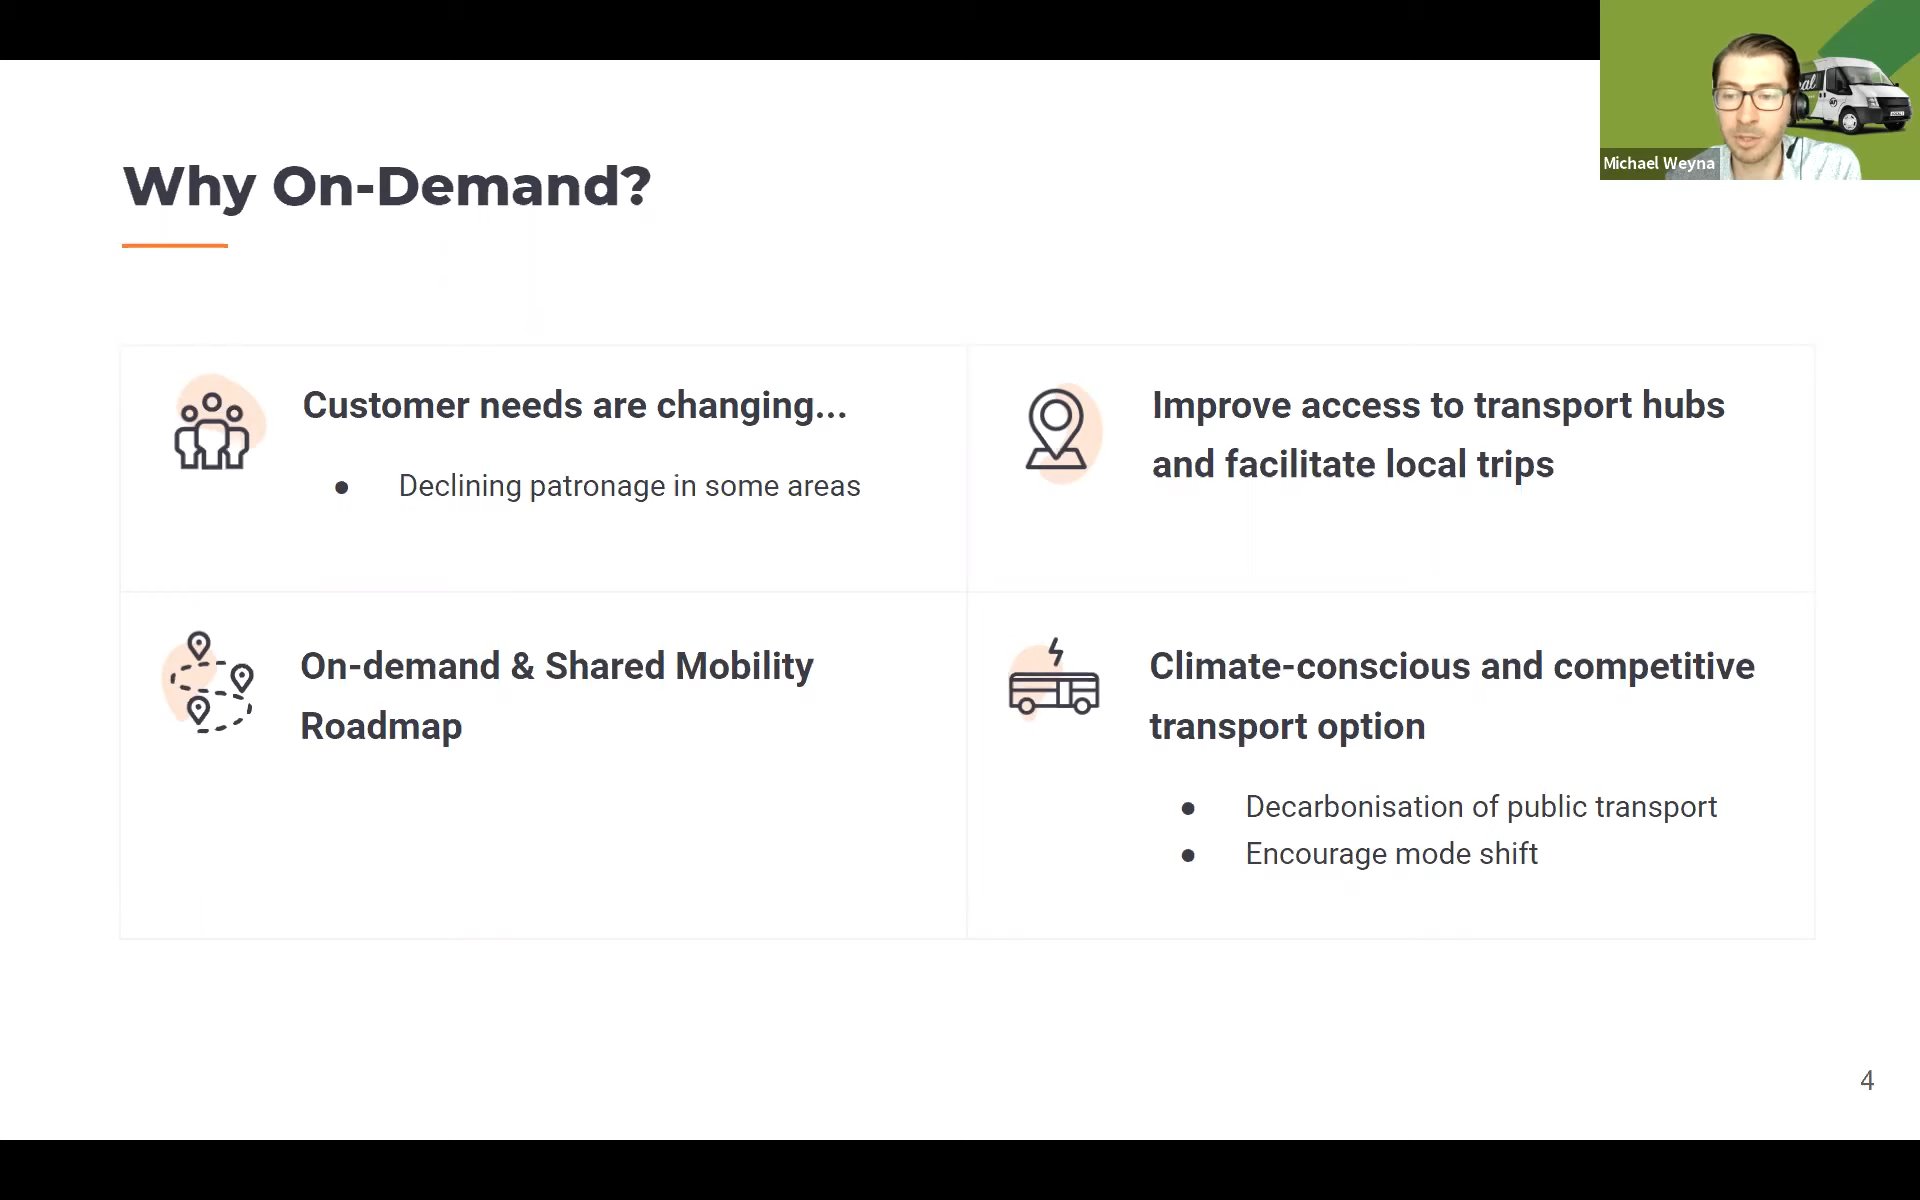 Michael Weyna
Why On-Demand?
Customer needs are changing...
● Declining patronage in some areas
Improve access to transport hubs
and facilitate local trips
On-demand & Shared Mobility
Roadmap
Climate-conscious and competitive
transport option
● Decarbonisation of public transport
● Encourage mode shift
4